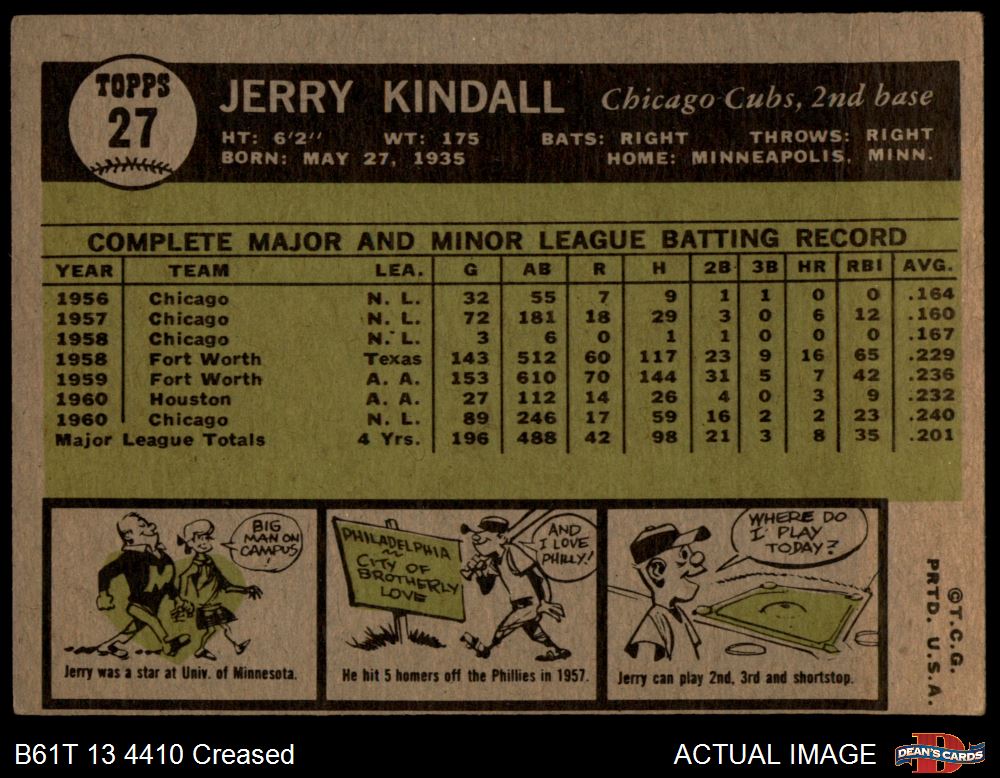 TOPPS
27
JERRY KINDALL Chicago Cubs, 2nd base
HT: 6'2" WT: 175 BATS: RIGHT THROWS: RIGHT
BORN: MAY 27, 1935 HOME: MINNEAPOLIS, MINN.
COMPLETE MAJOR AND MINOR LEAGUE BATTING RECORD
YEAR TEAM LEA. G AB R H 2B 3B HR RBI AVG.
1956 Chicago N. L. 32 55 7 9 1 1 0 0 .164
1957 Chicago N. L. 72 181 18 29 3 0 6 12 .160
1958 Chicago N. L. 3 6 0 1 1 0 0 0 .167
1958 Fort Worth Texas 143 512 60 117 23 9 16 65 .229
1959 Fort Worth A. A. 153 610 70 144 31 5 7 42 .236
1960 Houston A. A. 27 112 14 26 4 0 3 9 .232
1960 Chicago N. L. 89 246 17 59 16 2 2 23 .240
Major League Totals 4 Yrs. 196 488 42 98 21 3 8 35 .201
BIG
MAN ON
CAMPUS
!
M
Jerry was a star at Univ. of Minnesota.
PHILADELPHIA
~
CITY OF
BROTHERLY
LOVE
AND
I LOVE
PHILLY!
He hit 5 homers off the Phillies in 1957.
WHERE DO
I PLAY
TODAY?
Jerry can play 2nd, 3rd and shortstop.
©T.C.G.
PRTD. U.S.A.
B61T 13 4410 Creased ACTUAL IMAGE
DEAN'S CARDS